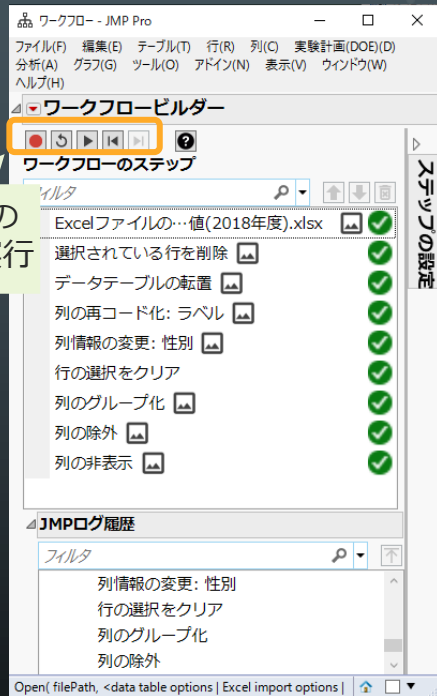 ワークフロー - JMP Pro
ファイル(F) 編集(E) テーブル(T) 行(R) 列(C) 実験計画(DOE)(D)
分析(A) グラフ(G) ツール(O) アドイン(N) 表示(V) ウィンドウ(W)
ヘルプ(H)
ワークフロービルダー
ワークフローのステップ
フィルタ
Excelファイルの…値(2018年度).xlsx
選択されている行を削除
データテーブルの転置
列の再コード化: ラベル
列情報の変更: 性別
行の選択をクリア
列のグループ化
列の除外
列の非表示
ステップの設定
の
行
JMPログ履歴
フィルタ
列情報の変更: 性別
行の選択をクリア
列のグループ化
列の除外
Open( filePath, <data table options | Excel import options |